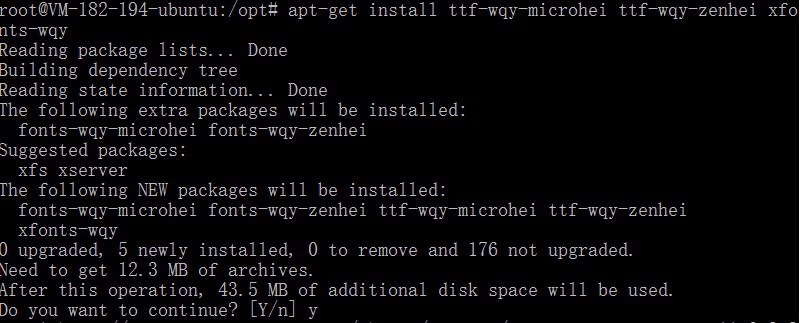 root@VM-182-194-ubuntu:/opt# apt-get install ttf-wqy-microhei ttf-wqy-zenhei xfo
nts-wqy
Reading package lists... Done
Building dependency tree
Reading state information... Done
The following extra packages will be installed:
  fonts-wqy-microhei fonts-wqy-zenhei
Suggested packages:
  xfs xserver
The following NEW packages will be installed:
  fonts-wqy-microhei fonts-wqy-zenhei ttf-wqy-microhei ttf-wqy-zenhei
  xfonts-wqy
0 upgraded, 5 newly installed, 0 to remove and 176 not upgraded.
Need to get 12.3 MB of archives.
After this operation, 43.5 MB of additional disk space will be used.
Do you want to continue? [Y/n] y